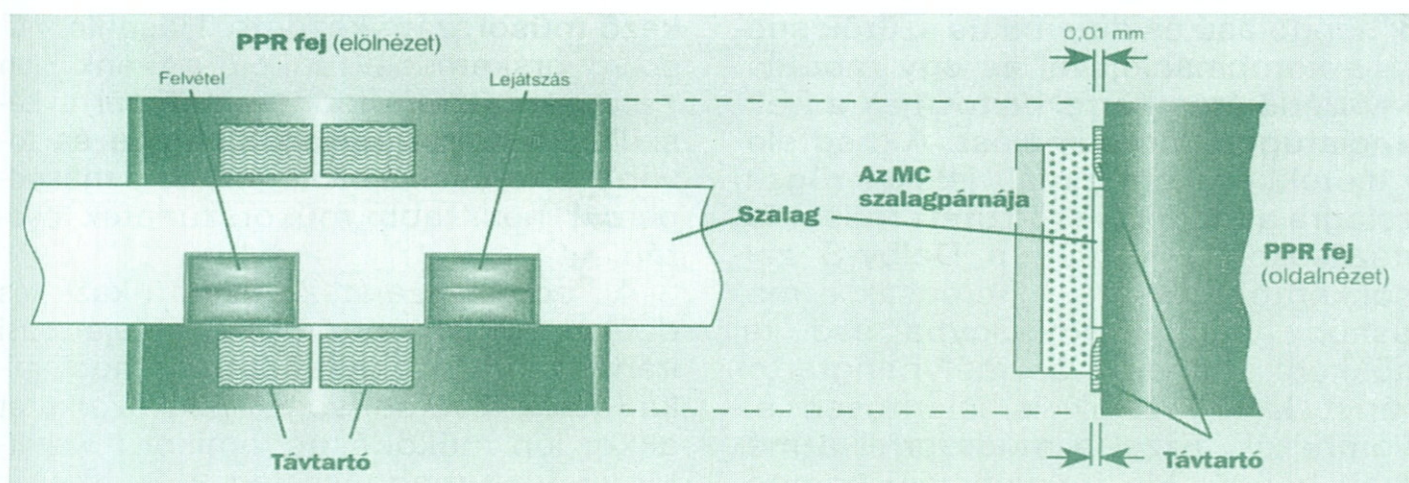 PPR fej (elölnézet)
Felvétel
Lejátszás
Szalag
Távtartó
0,01 mm
Az MC
szalagpárnája
PPR fej
(oldalnézet)
Távtartó